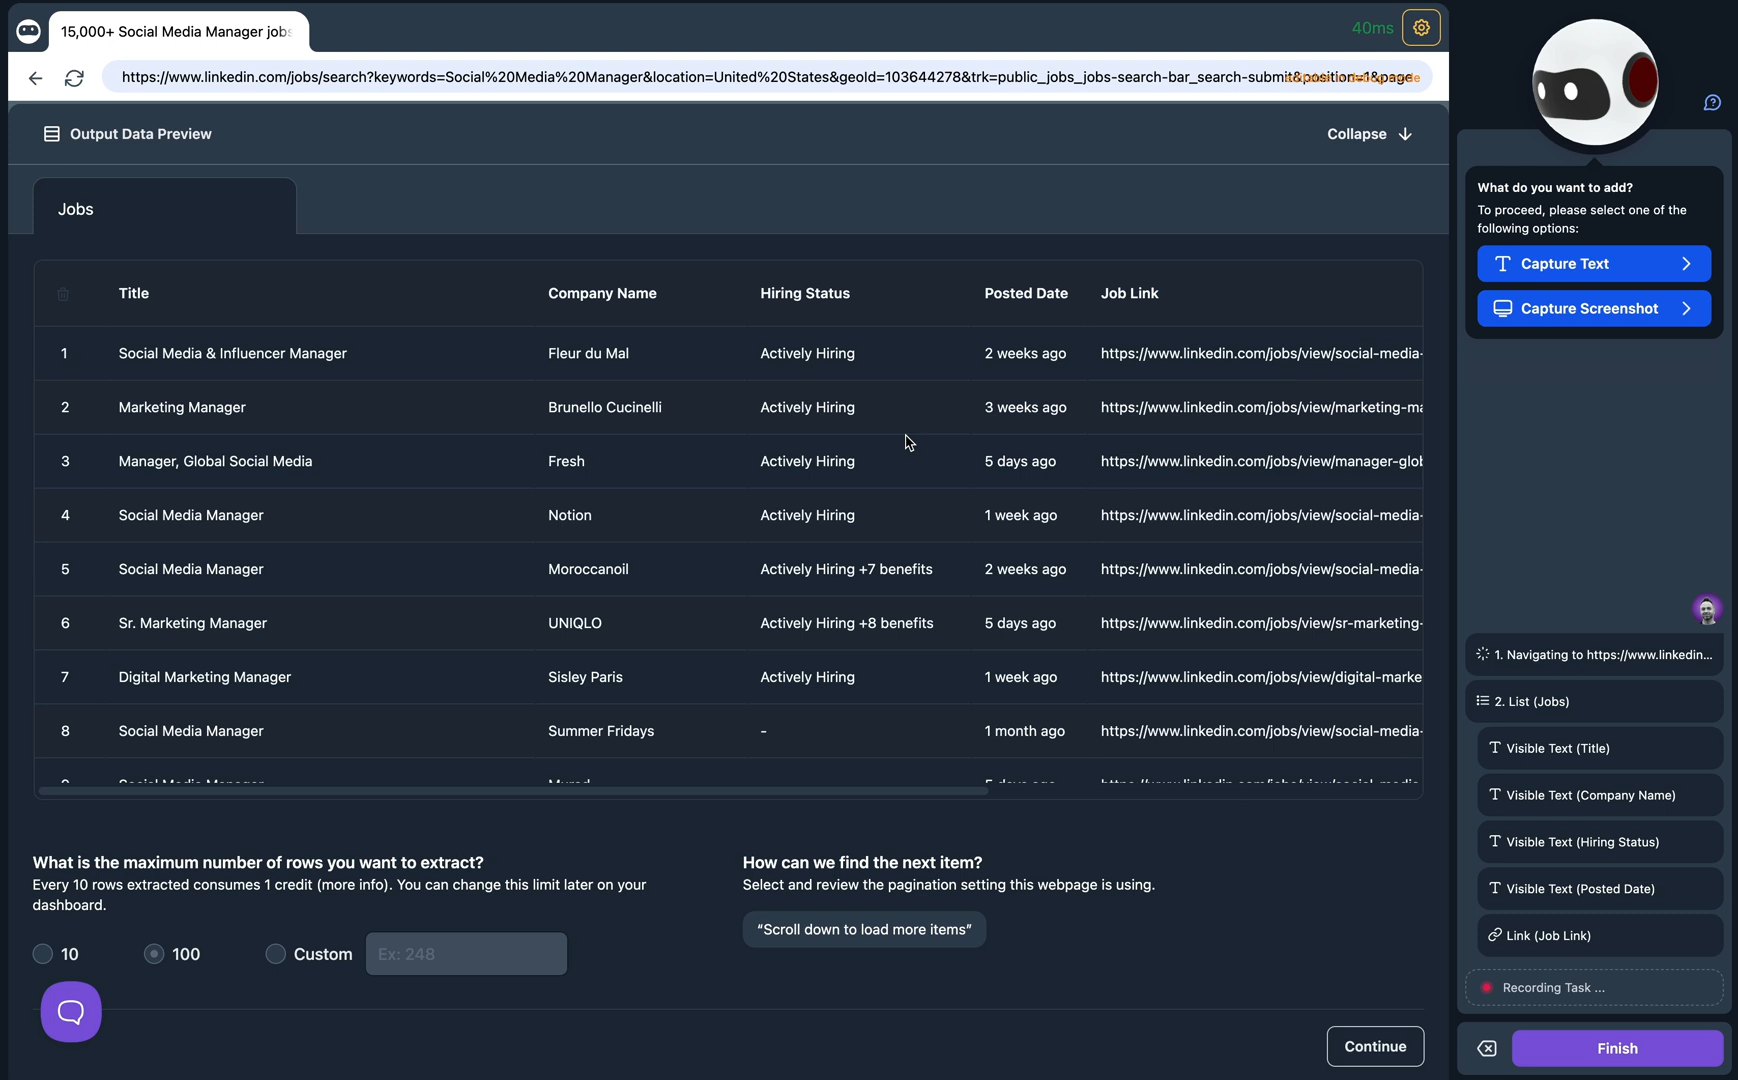 15,000+ Social Media Manager jobs
40ms
https://www.linkedin.com/jobs/search?keywords=Social%20Media%20Manager&location=United%20States&geoId=103644278&trk=public_jobs_jobs-search-bar_search-submit&position=1&page
Output Data Preview
Collapse
Jobs
Title Company Name Hiring Status Posted Date Job Link
1 Social Media & Influencer Manager Fleur du Mal Actively Hiring 2 weeks ago https://www.linkedin.com/jobs/view/social-media-
2 Marketing Manager Brunello Cucinelli Actively Hiring 3 weeks ago https://www.linkedin.com/jobs/view/marketing-ma
3 Manager, Global Social Media Fresh Actively Hiring 5 days ago https://www.linkedin.com/jobs/view/manager-glob
4 Social Media Manager Notion Actively Hiring 1 week ago https://www.linkedin.com/jobs/view/social-media-
5 Social Media Manager Moroccanoil Actively Hiring +7 benefits 2 weeks ago https://www.linkedin.com/jobs/view/social-media-
6 Sr. Marketing Manager UNIQLO Actively Hiring +8 benefits 5 days ago https://www.linkedin.com/jobs/view/sr-marketing-
7 Digital Marketing Manager Sisley Paris Actively Hiring 1 week ago https://www.linkedin.com/jobs/view/digital-marke
8 Social Media Manager Summer Fridays - 1 month ago https://www.linkedin.com/jobs/view/social-media-
What is the maximum number of rows you want to extract?
Every 10 rows extracted consumes 1 credit (more info). You can change this limit later on your
dashboard.
10 100 Custom Ex: 248
How can we find the next item?
Select and review the pagination setting this webpage is using.
“Scroll down to load more items”
Continue
What do you want to add?
To proceed, please select one of the
following options:
Capture Text
Capture Screenshot
1. Navigating to https://www.linkedin...
2. List (Jobs)
Visible Text (Title)
Visible Text (Company Name)
Visible Text (Hiring Status)
Visible Text (Posted Date)
Link (Job Link)
Recording Task ...
Finish